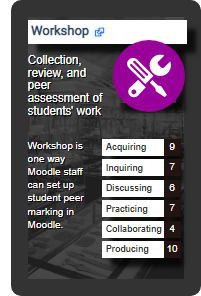 Workshop
Collection,
review, and
peer
assessment of
students' work
Workshop is
one way
Moodle staff
can set up
student peer
marking in
Moodle.
Acquiring 9
Inquiring 7
Discussing 6
Practicing 7
Collaborating 4
Producing 10